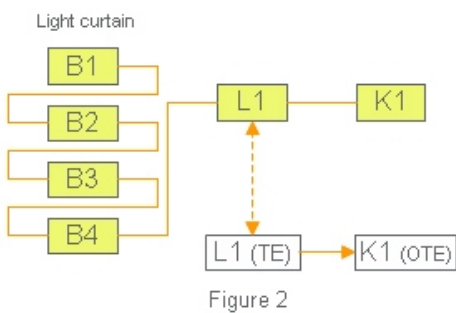 Light curtain
B1
B2
B3
B4
L1
K1
L1 (TE)
K1 (OTE)
Figure 2